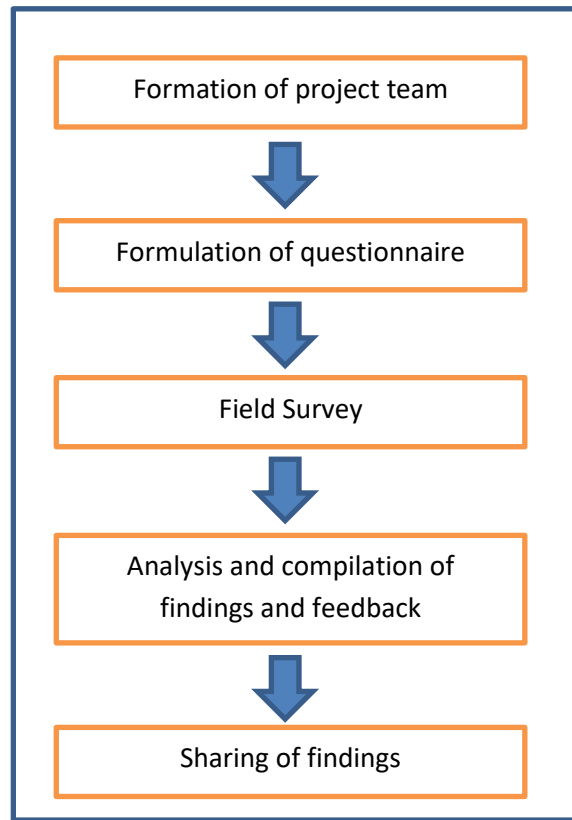 Formation of project team
Formulation of questionnaire
Field Survey
Analysis and compilation of
findings and feedback
Sharing of findings